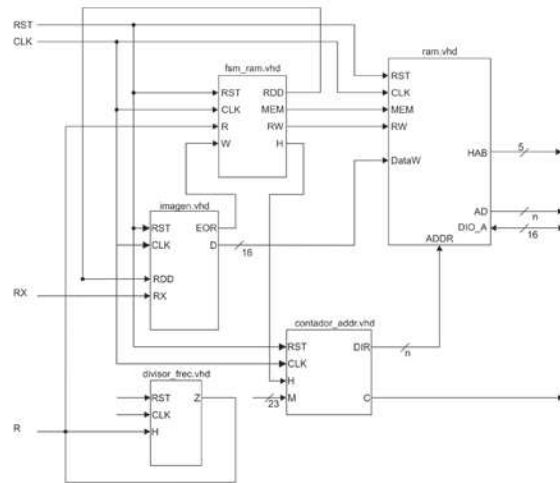 RST
CLK
fsm_ram.vhd
RST
CLK
R
W
RDD
MEM
RW
H
ram.vhd
RST
CLK
MEM
RW
DataW
HAB
5
AD
n
DIO_A
16
ADDR
imagen.vhd
RST
CLK
RDD
RX
EOR
D
16
RX
contador_addr.vhd
RST
CLK
H
M
23
DIR
n
C
divisor_frec.vhd
RST
CLK
H
Z
R